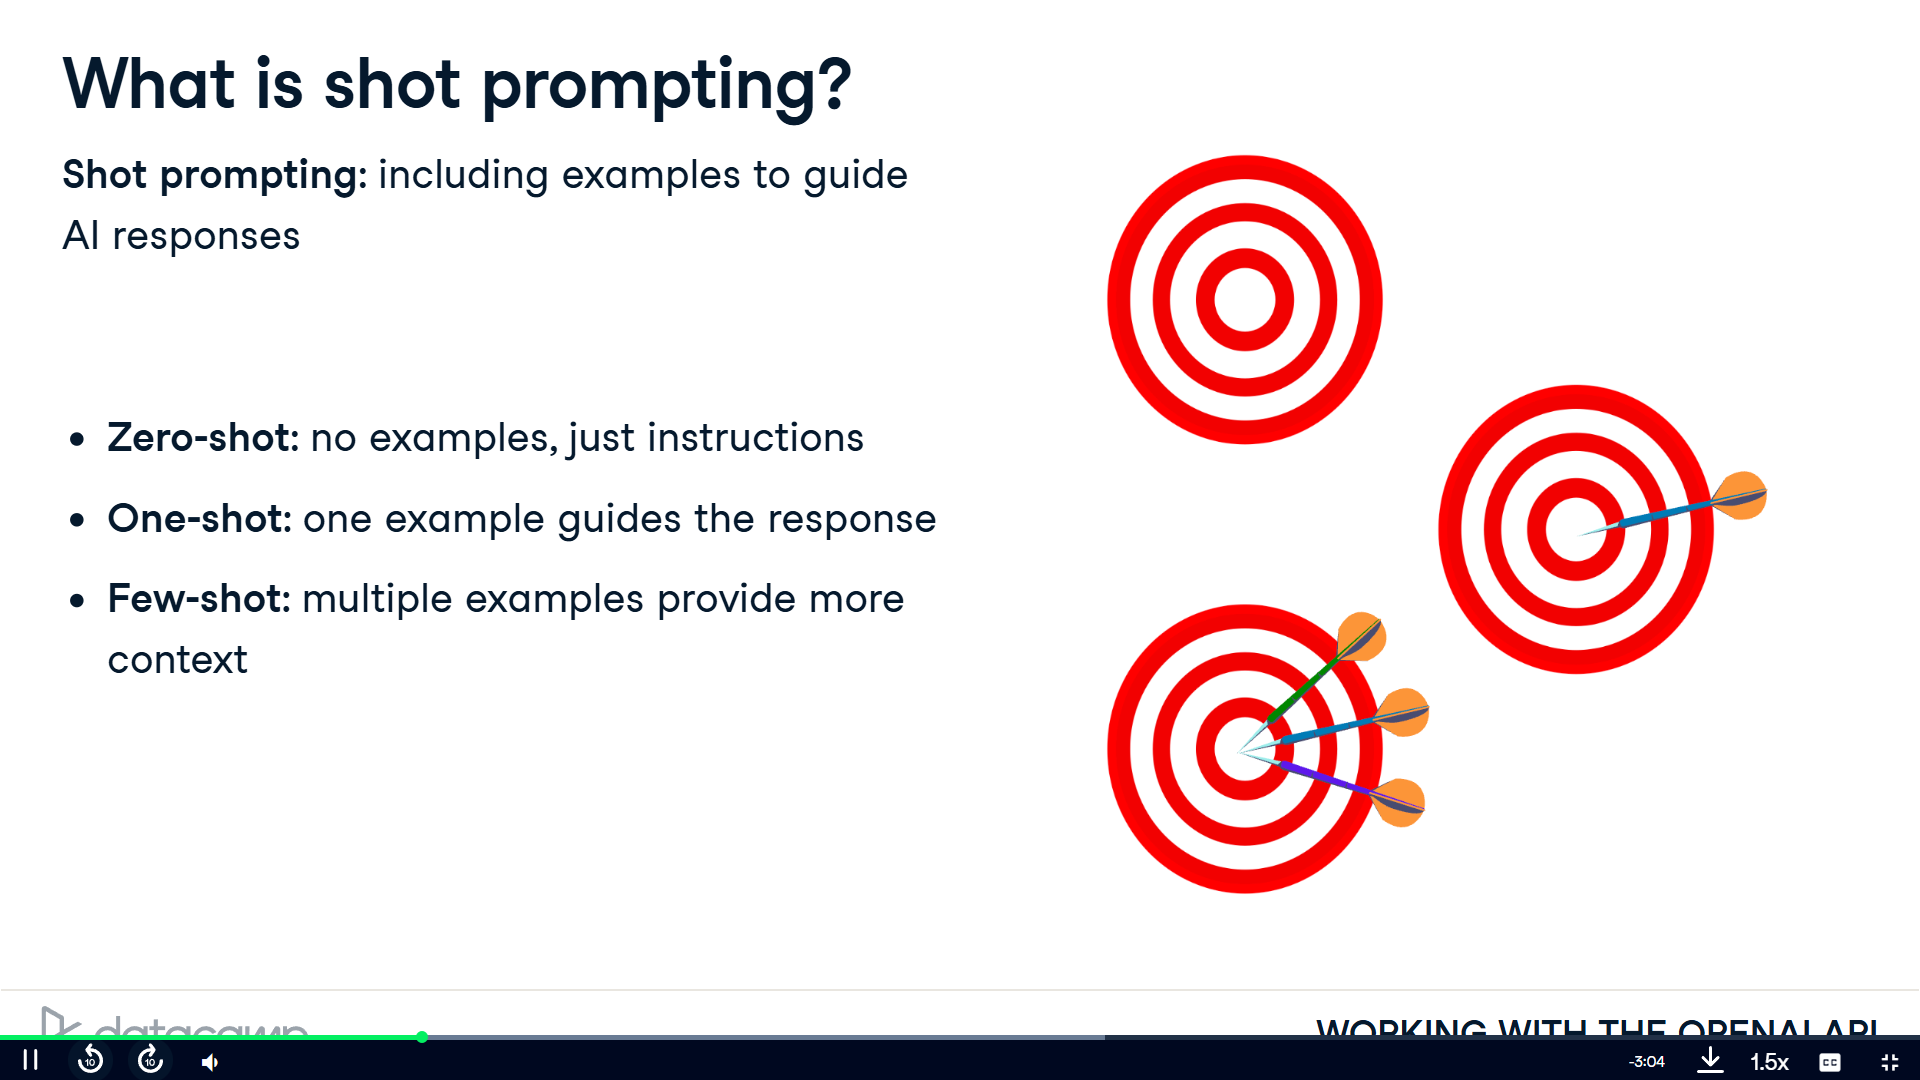 What is shot prompting?
Shot prompting: including examples to guide
AI responses
• Zero-shot: no examples, just instructions
• One-shot: one example guides the response
• Few-shot: multiple examples provide more
context
datacamp
WORKING WITH THE OPENAI API
10
10
-3:04
1.5x
CC